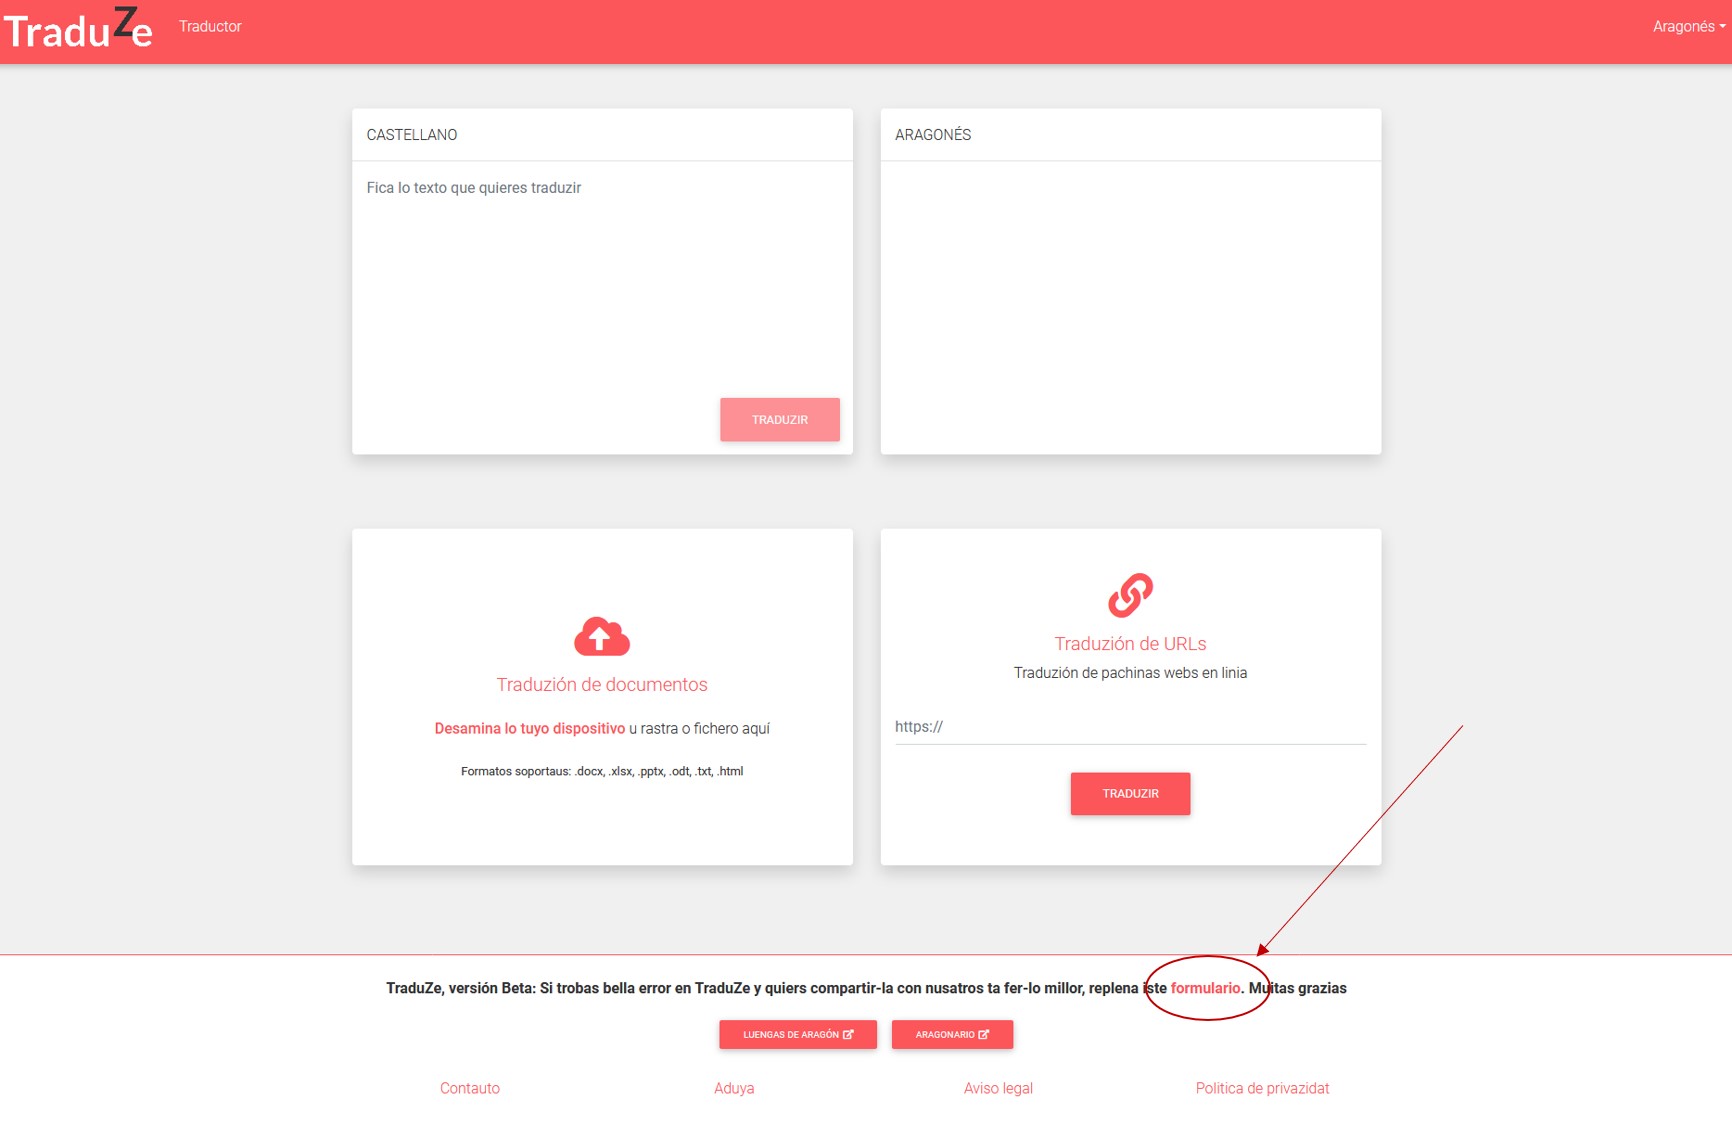 TraduZe
Traductor
Aragonés
CASTELLANO
Fica lo texto que quieres traduzir
TRADUZIR
ARAGONÉS
Traduzión de documentos
Desamina lo tuyo dispositivo u rastra o fichero aquí
Formatos soportaus: .docx, .xlsx, .pptx, .odt, .txt, .html
Traduzión de URLs
Traduzión de pachinas webs en linia
https://
TRADUZIR
TraduZe, versión Beta: Si trobas bella error en TraduZe y quiers compartir-la con nusatros ta fer-lo millor, replena iste formulario. Muitas grazias
LUENGAS DE ARAGÓN
ARAGONARIO
Contauto
Aduya
Aviso legal
Politica de privazidat